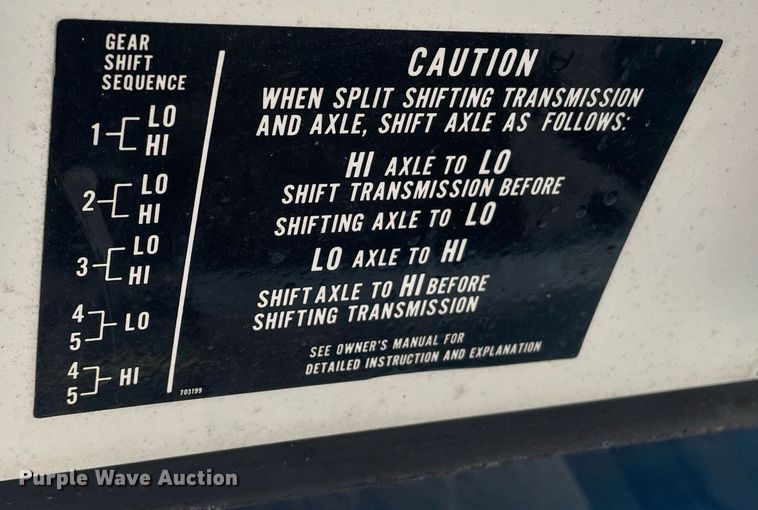 GEAR
SHIFT
SEQUENCE
1 LO
HI
2 LO
HI
3 LO
HI
4
5 LO
4
5 HI
703199
CAUTION
WHEN SPLIT SHIFTING TRANSMISSION
AND AXLE, SHIFT AXLE AS FOLLOWS:
HI AXLE TO LO
SHIFT TRANSMISSION BEFORE
SHIFTING AXLE TO LO
LO AXLE TO HI
SHIFT AXLE TO HI BEFORE
SHIFTING TRANSMISSION
SEE OWNER'S MANUAL FOR
DETAILED INSTRUCTION AND EXPLANATION
Purple Wave Auction